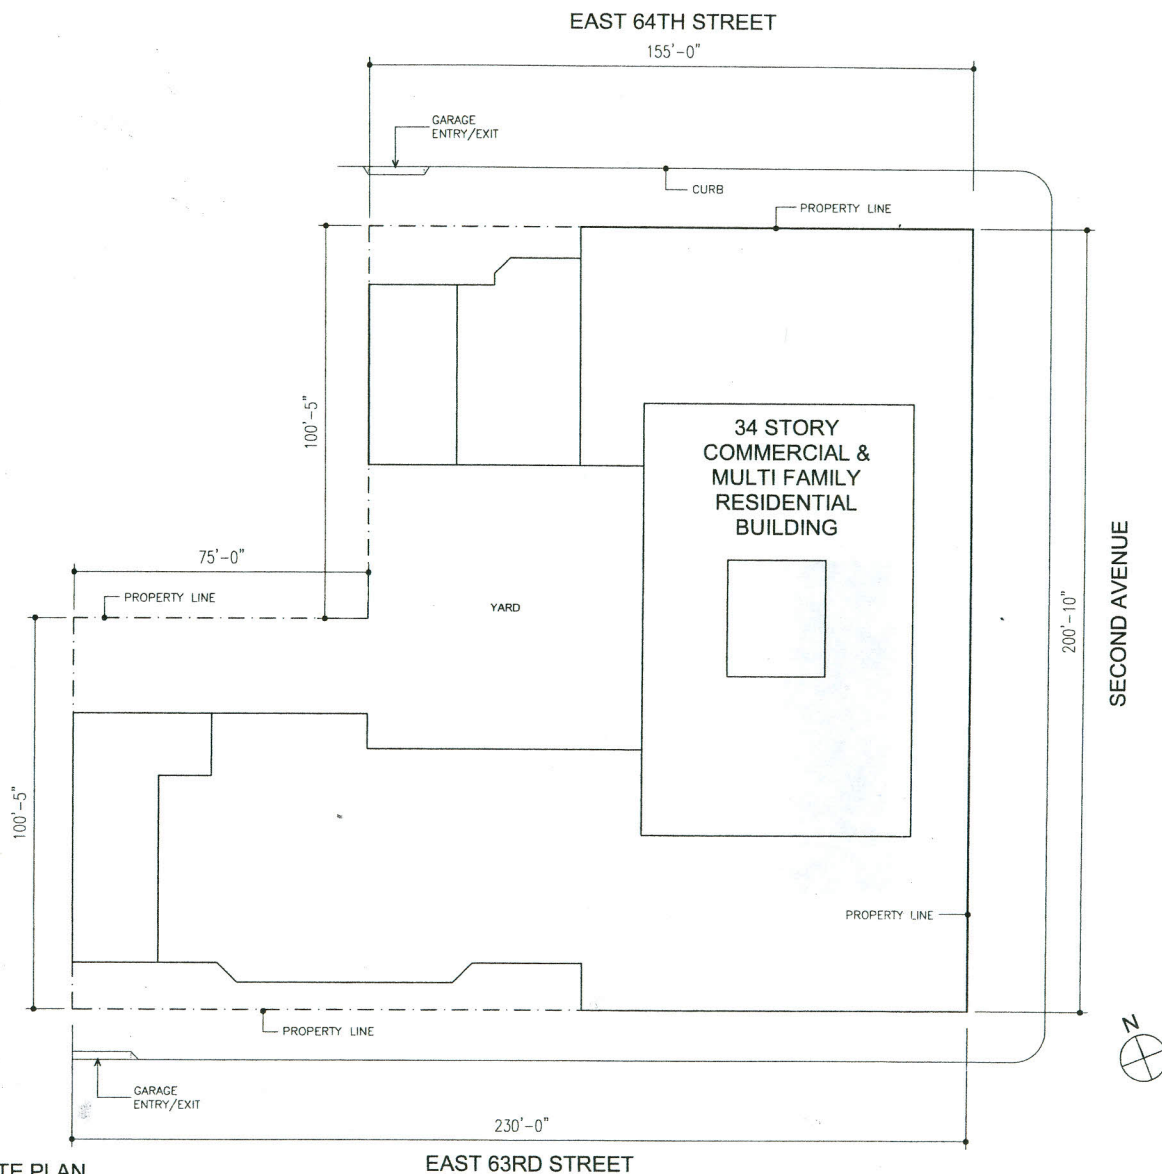 EAST 64TH STREET
155'-0"
GARAGE
ENTRY/EXIT
CURB
PROPERTY LINE
100'-5"
34 STORY
COMMERCIAL &
MULTI FAMILY
RESIDENTIAL
BUILDING
75'-0"
PROPERTY LINE
YARD
200'-10"
SECOND AVENUE
100'-5"
PROPERTY LINE
PROPERTY LINE
N
GARAGE
ENTRY/EXIT
230'-0"
EAST 63RD STREET
TE PLAN